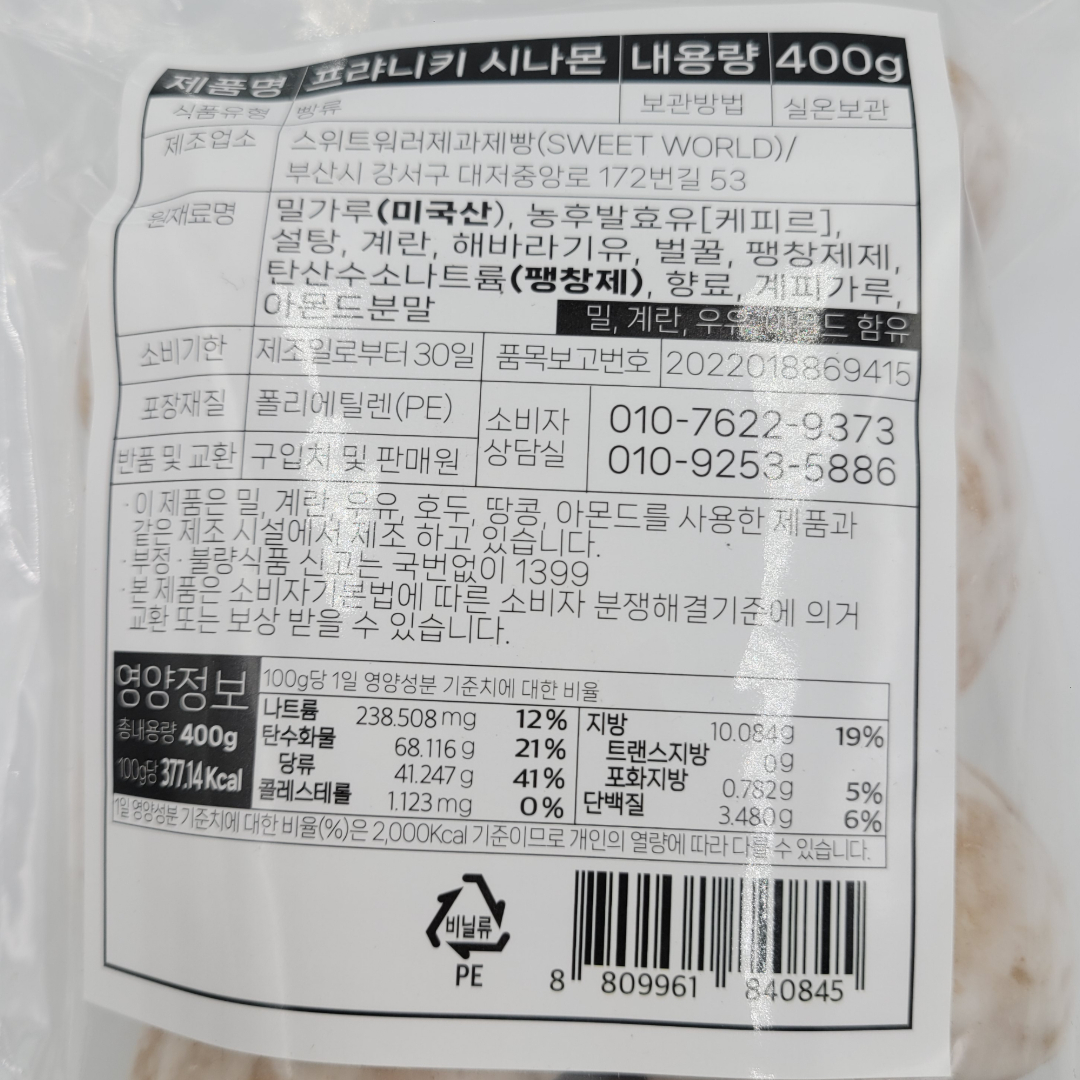 제품명 프랴니키 시나몬 내용량 400g
식품유형 빵류 보관방법 실온보관
제조업소 스위트워러제과제빵(SWEET WORLD)/
부산시 강서구 대저중앙로 172번길 53
원재료명 밀가루(미국산), 농후발효유[케피르],
설탕, 계란, 해바라기유, 벌꿀, 팽창제제,
탄산수소나트륨(팽창제), 향료, 계피가루,
아몬드분말
밀, 계란, 우유, 아몬드 함유
소비기한 제조일로부터 30일 품목보고번호 2022018869415
포장재질 폴리에틸렌(PE) 소비자 상담실 010-7622-9373
반품 및 교환 구입처 및 판매원 010-9253-5886
·이 제품은 밀, 계란, 우유, 호두, 땅콩, 아몬드를 사용한 제품과
같은 제조 시설에서 제조 하고 있습니다.
·부정·불량식품 신고는 국번없이 1399
·본 제품은 소비자기본법에 따른 소비자 분쟁해결기준에 의거
교환 또는 보상 받을 수 있습니다.
영양정보
총내용량 400g
100g당 377.14 Kcal
100g당 1일 영양성분 기준치에 대한 비율
나트륨 238.508 mg 12% 지방 10.084g 19%
탄수화물 68.116 g 21% 트랜스지방 0g
당류 41.247 g 41% 포화지방 0.782g 5%
콜레스테롤 1.123 mg 0% 단백질 3.480g 6%
1일 영양성분 기준치에 대한 비율(%)은 2,000Kcal 기준이므로 개인의 열량에 따라 다를 수 있습니다.
비닐류
PE
8 809961 840845